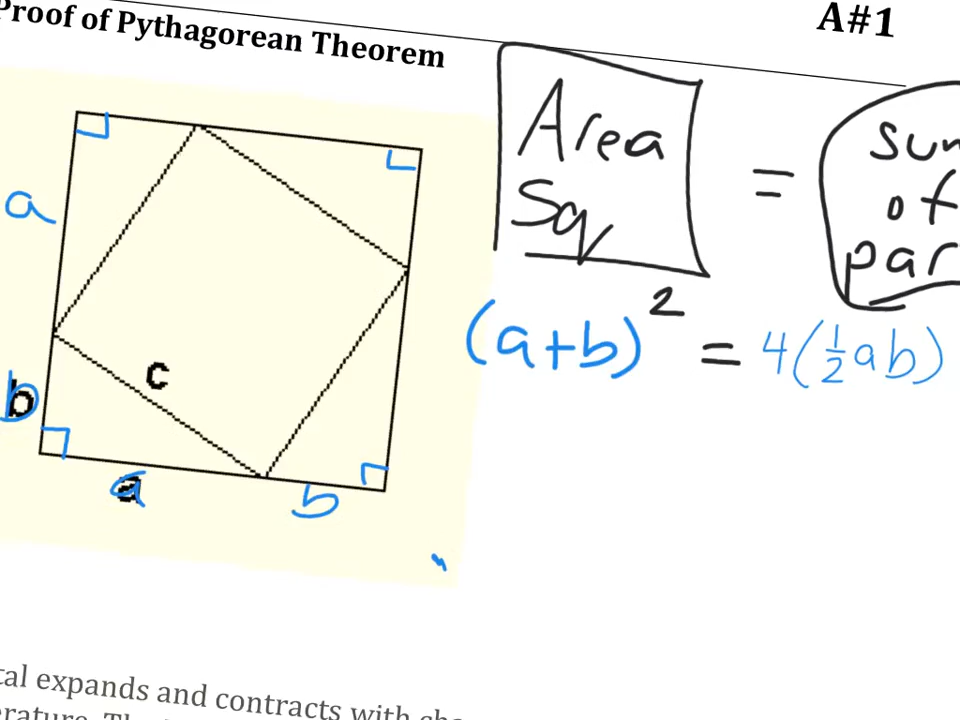 Proof of Pythagorean Theorem
A#1
Area
Sq
=
sum
of
par
a
b
c
a
b
(a+b)² = 4(½ab)
tal expands and contracts with cha